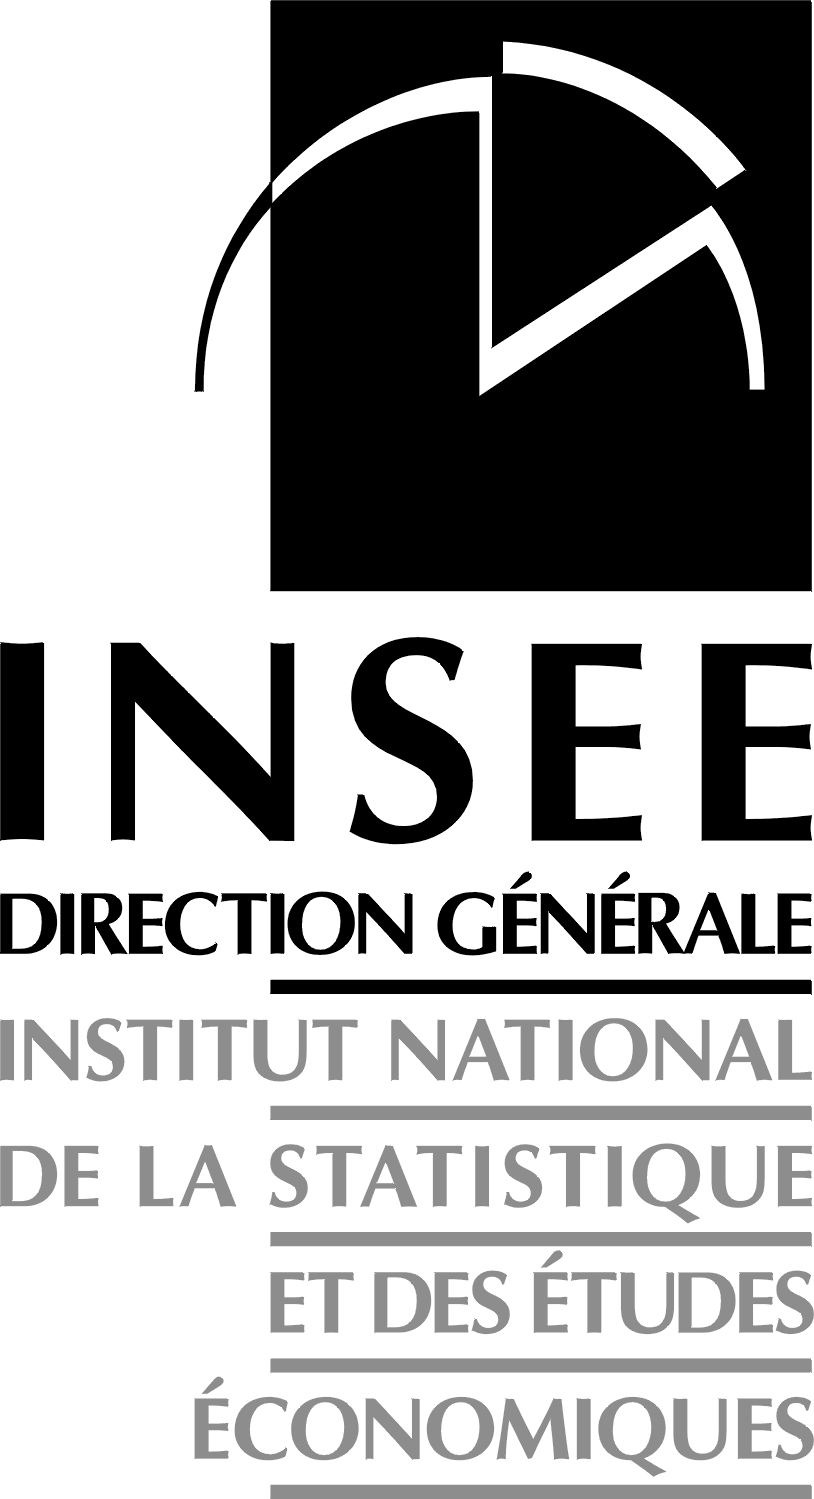 INSEE
DIRECTION GÉNÉRALE
INSTITUT NATIONAL
DE LA STATISTIQUE
ET DES ÉTUDES
ÉCONOMIQUES